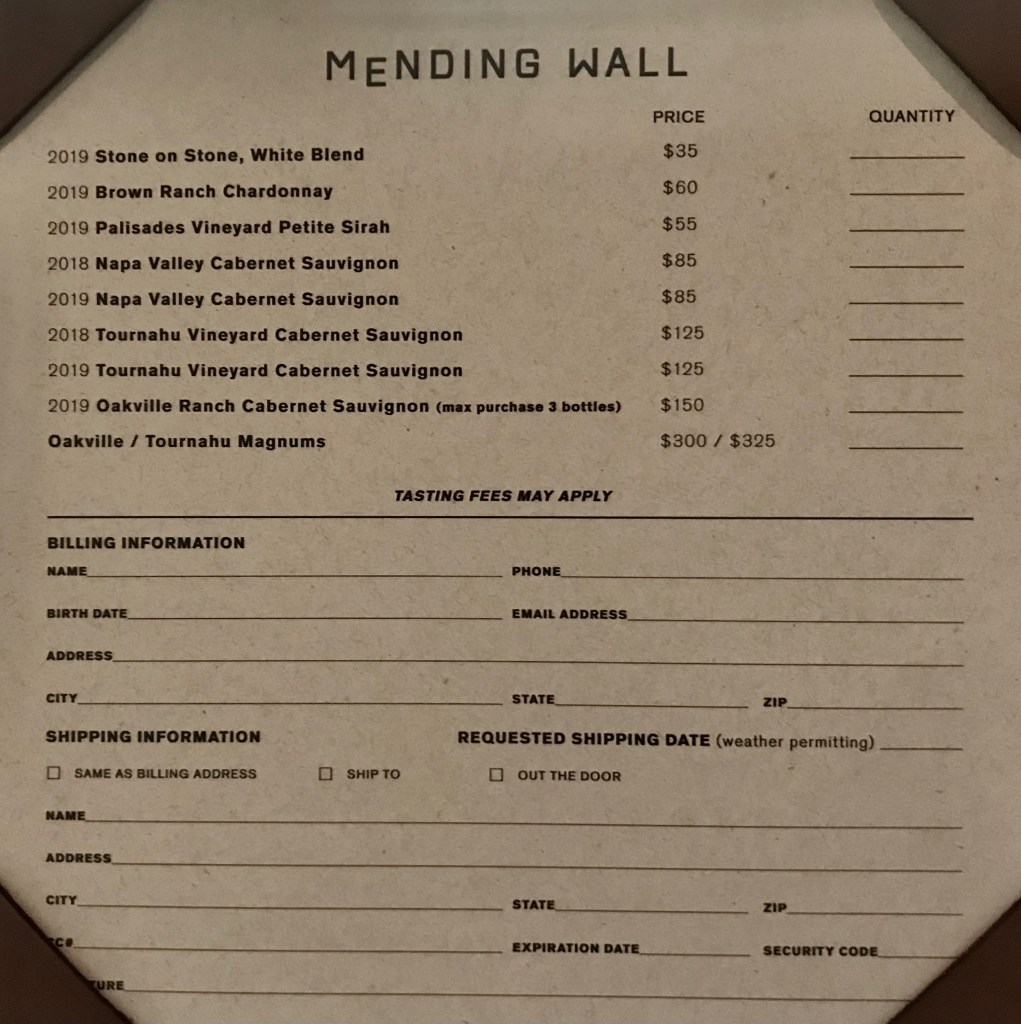 MENDING WALL
PRICE QUANTITY
2019 Stone on Stone, White Blend $35
2019 Brown Ranch Chardonnay $60
2019 Palisades Vineyard Petite Sirah $55
2018 Napa Valley Cabernet Sauvignon $85
2019 Napa Valley Cabernet Sauvignon $85
2018 Tournahu Vineyard Cabernet Sauvignon $125
2019 Tournahu Vineyard Cabernet Sauvignon $125
2019 Oakville Ranch Cabernet Sauvignon (max purchase 3 bottles) $150
Oakville / Tournahu Magnums $300 / $325
TASTING FEES MAY APPLY
BILLING INFORMATION
NAME PHONE
BIRTH DATE EMAIL ADDRESS
ADDRESS
CITY STATE ZIP
SHIPPING INFORMATION REQUESTED SHIPPING DATE (weather permitting)
SAME AS BILLING ADDRESS SHIP TO OUT THE DOOR
NAME
ADDRESS
CITY STATE ZIP
CC# EXPIRATION DATE SECURITY CODE